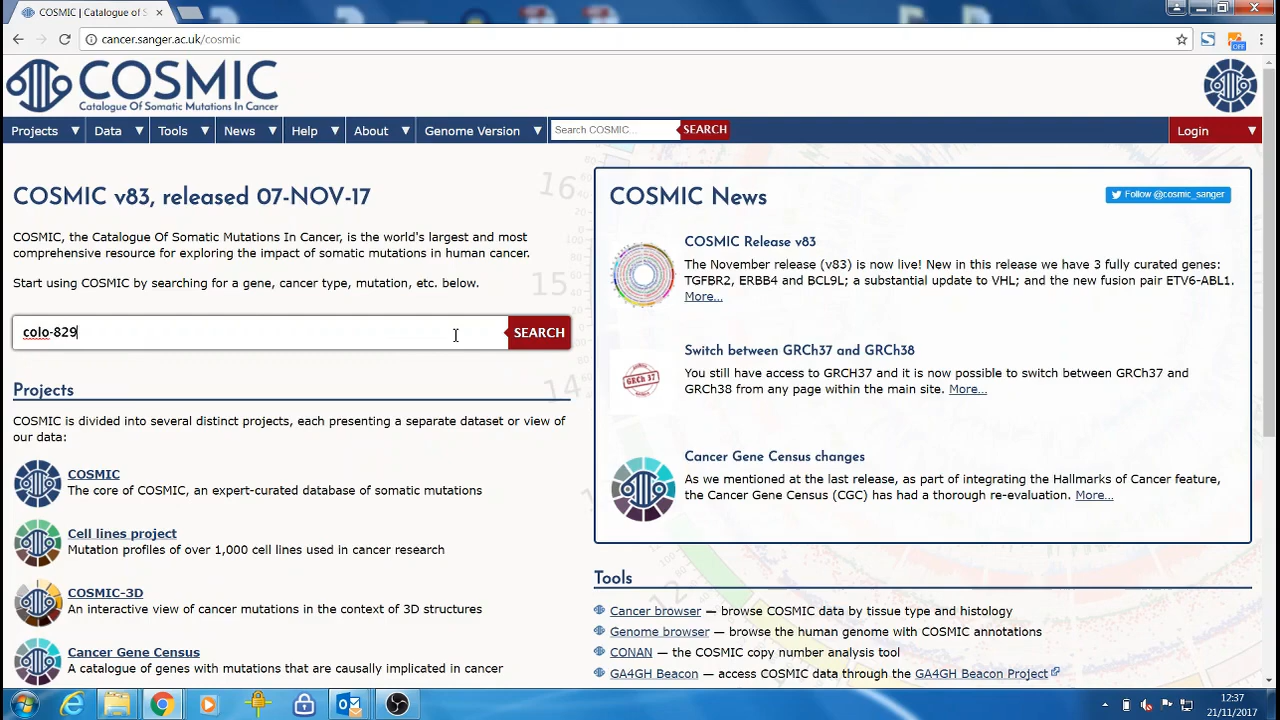 COSMIC | Catalogue of S
cancer.sanger.ac.uk/cosmic
OFF
COSMIC
Catalogue Of Somatic Mutations In Cancer
Projects Data Tools News Help About Genome Version Search COSMIC... SEARCH Login
COSMIC v83, released 07-NOV-17
COSMIC, the Catalogue Of Somatic Mutations In Cancer, is the world's largest and most
comprehensive resource for exploring the impact of somatic mutations in human cancer.
Start using COSMIC by searching for a gene, cancer type, mutation, etc. below.
colo-829 SEARCH
Projects
COSMIC is divided into several distinct projects, each presenting a separate dataset or view of
our data:
COSMIC
The core of COSMIC, an expert-curated database of somatic mutations
Cell lines project
Mutation profiles of over 1,000 cell lines used in cancer research
COSMIC-3D
An interactive view of cancer mutations in the context of 3D structures
Cancer Gene Census
A catalogue of genes with mutations that are causally implicated in cancer
16
15
14
12
COSMIC News
Follow @cosmic_sanger
COSMIC Release v83
The November release (v83) is now live! New in this release we have 3 fully curated genes:
TGFBR2, ERBB4 and BCL9L; a substantial update to VHL; and the new fusion pair ETV6-ABL1.
More...
Switch between GRCh37 and GRCh38
GRCh 37
You still have access to GRCH37 and it is now possible to switch between GRCh37 and
GRCh38 from any page within the main site. More...
Cancer Gene Census changes
As we mentioned at the last release, as part of integrating the Hallmarks of Cancer feature,
the Cancer Gene Census (CGC) has had a thorough re-evaluation. More...
Tools
Cancer browser — browse COSMIC data by tissue type and histology
Genome browser — browse the human genome with COSMIC annotations
CONAN — the COSMIC copy number analysis tool
GA4GH Beacon — access COSMIC data through the GA4GH Beacon Project
12:37
21/11/2017